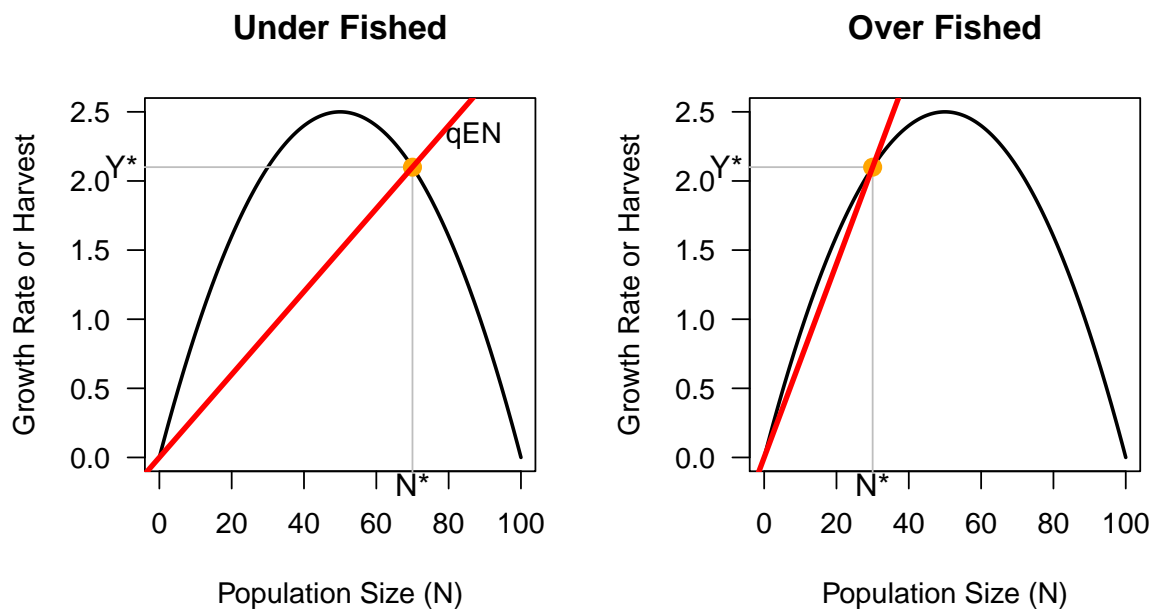 Under Fished
Growth Rate or Harvest
2.5
2.0
1.5
1.0
0.5
0.0
Y*
qEN
N*
0 20 40 60 80 100
Population Size (N)
Over Fished
Growth Rate or Harvest
2.5
2.0
1.5
1.0
0.5
0.0
Y*
N*
0 20 40 60 80 100
Population Size (N)